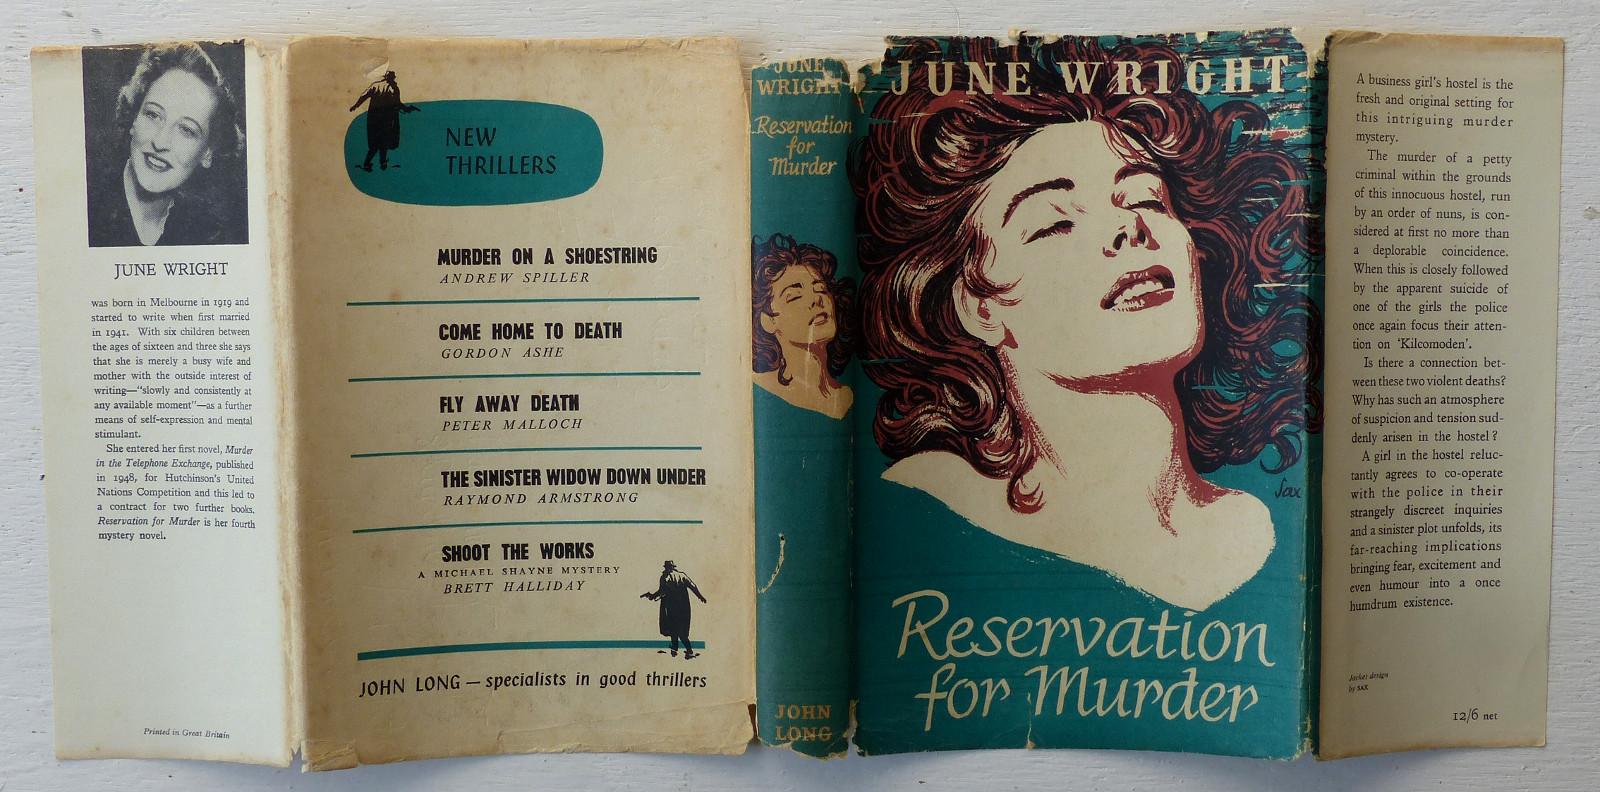 JUNE WRIGHT
was born in Melbourne in 1919 and
started to write when first married
in 1941. With six children between
the ages of sixteen and three she says
that she is merely a busy wife and
mother with the outside interest of
writing—“slowly and consistently at
any available moment”—as a further
means of self-expression and mental
stimulant.
She entered her first novel, Murder
in the Telephone Exchange, published
in 1948, for Hutchinson's United
Nations Competition and this led to
a contract for two further books.
Reservation for Murder is her fourth
mystery novel.
Printed in Great Britain
NEW
THRILLERS
MURDER ON A SHOESTRING
ANDREW SPILLER
COME HOME TO DEATH
GORDON ASHE
FLY AWAY DEATH
PETER MALLOCH
THE SINISTER WIDOW DOWN UNDER
RAYMOND ARMSTRONG
SHOOT THE WORKS
A MICHAEL SHAYNE MYSTERY
BRETT HALLIDAY
JOHN LONG — specialists in good thrillers
JUNE
WRIGHT
Reservation
for
Murder
JOHN
LONG
JUNE WRIGHT
Sax
Reservation
for Murder
A business girl's hostel is the
fresh and original setting for
this intriguing murder
mystery.
The murder of a petty
criminal within the grounds
of this innocuous hostel, run
by an order of nuns, is con-
sidered at first no more than
a deplorable coincidence.
When this is closely followed
by the apparent suicide of
one of the girls the police
once again focus their atten-
tion on ‘Kilcomoden’.
Is there a connection bet-
ween these two violent deaths?
Why has such an atmosphere
of suspicion and tension sud-
denly arisen in the hostel?
A girl in the hostel reluc-
tantly agrees to co-operate
with the police in their
strangely discreet inquiries
and a sinister plot unfolds, its
far-reaching implications
bringing fear, excitement and
even humour into a once
humdrum existence.
Jacket design
by SAX
12/6 net